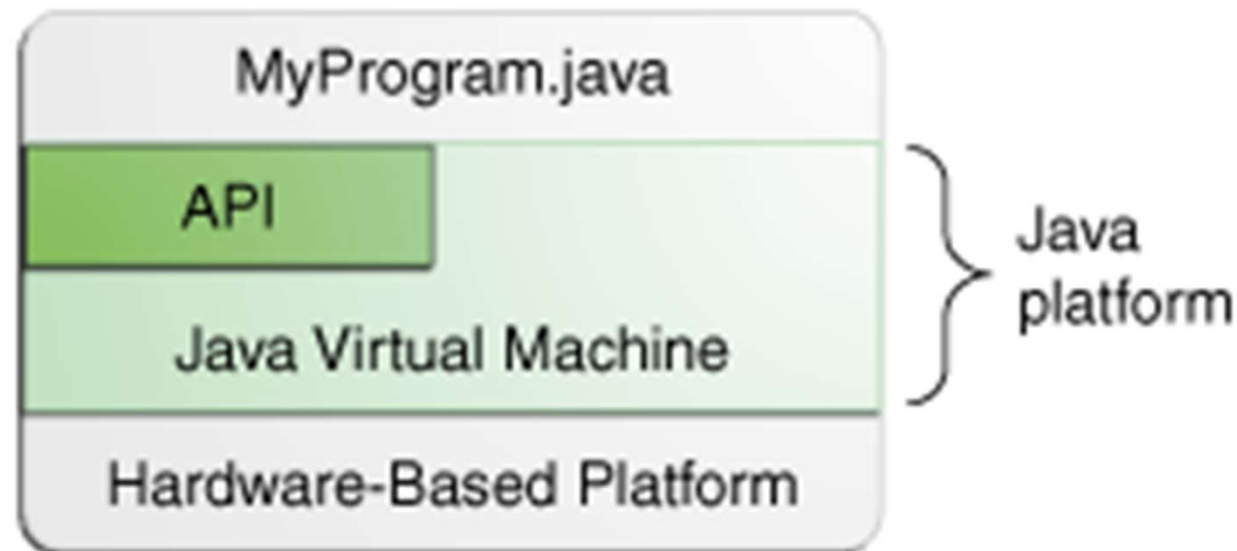 MyProgram.java
API
Java Virtual Machine
Hardware-Based Platform
Java
platform